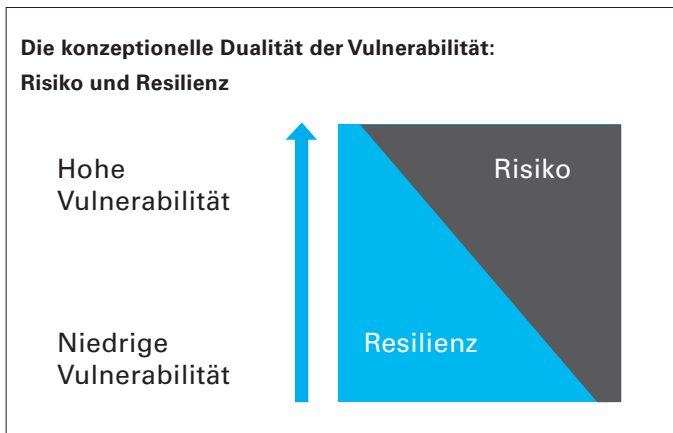 Die konzeptionelle Dualität der Vulnerabilität:
Risiko und Resilienz
Hohe
Vulnerabilität
Risiko
Niedrige
Vulnerabilität
Resilienz